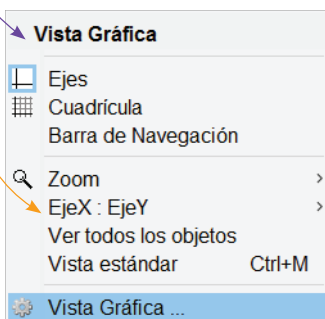 Vista Gráfica
Ejes
Cuadrícula
Barra de Navegación
Zoom
EjeX : EjeY
Ver todos los objetos
Vista estándar Ctrl+M
Vista Gráfica ...